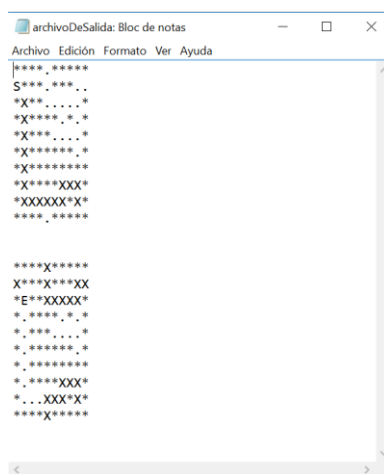 archivoDeSalida: Bloc de notas
Archivo Edición Formato Ver Ayuda
****.*****
S***.***..
*X**.....*
*X****.*.*
*X***....*
*X******.*
*X********
*X****XXX*
*XXXXXX*X*
****.*****
****X*****
X***X***XX
*E**XXXXX*
*.****.*.*
*.***....*
*.******.*
*.********
*.****XXX*
*...XXX*X*
****X*****